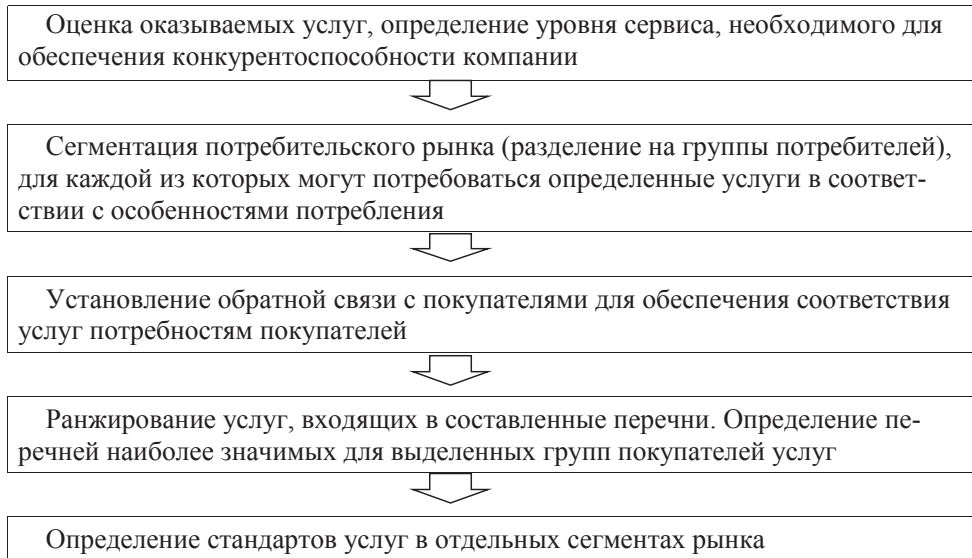 Оценка оказываемых услуг, определение уровня сервиса, необходимого для
обеспечения конкурентоспособности компании
Сегментация потребительского рынка (разделение на группы потребителей),
для каждой из которых могут потребоваться определенные услуги в соответ-
ствии с особенностями потребления
Установление обратной связи с покупателями для обеспечения соответствия
услуг потребностям покупателей
Ранжирование услуг, входящих в составленные перечни. Определение пе-
речней наиболее значимых для выделенных групп покупателей услуг
Определение стандартов услуг в отдельных сегментах рынка